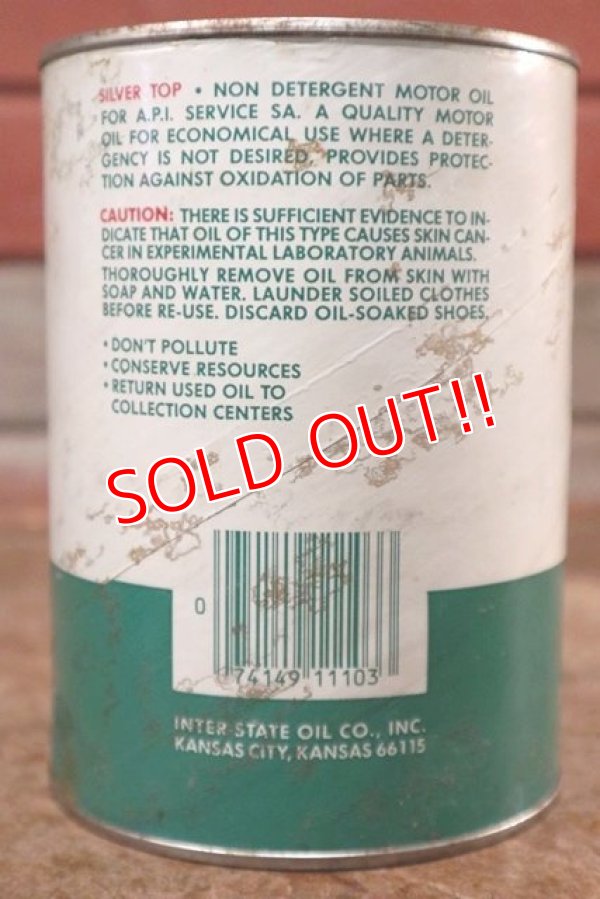 SILVER TOP • NON DETERGENT MOTOR OIL
FOR A.P.I. SERVICE SA. A QUALITY MOTOR
OIL FOR ECONOMICAL USE WHERE A DETER-
GENCY IS NOT DESIRED, PROVIDES PROTEC-
TION AGAINST OXIDATION OF PARTS.
CAUTION: THERE IS SUFFICIENT EVIDENCE TO IN-
DICATE THAT OIL OF THIS TYPE CAUSES SKIN CAN-
CER IN EXPERIMENTAL LABORATORY ANIMALS.
THOROUGHLY REMOVE OIL FROM SKIN WITH
SOAP AND WATER. LAUNDER SOILED CLOTHES
BEFORE RE-USE. DISCARD OIL-SOAKED SHOES.
• DON'T POLLUTE
• CONSERVE RESOURCES
• RETURN USED OIL TO
COLLECTION CENTERS
SOLD OUT!!
0
74149 11103
INTER-STATE OIL CO., INC.
KANSAS CITY, KANSAS 66115